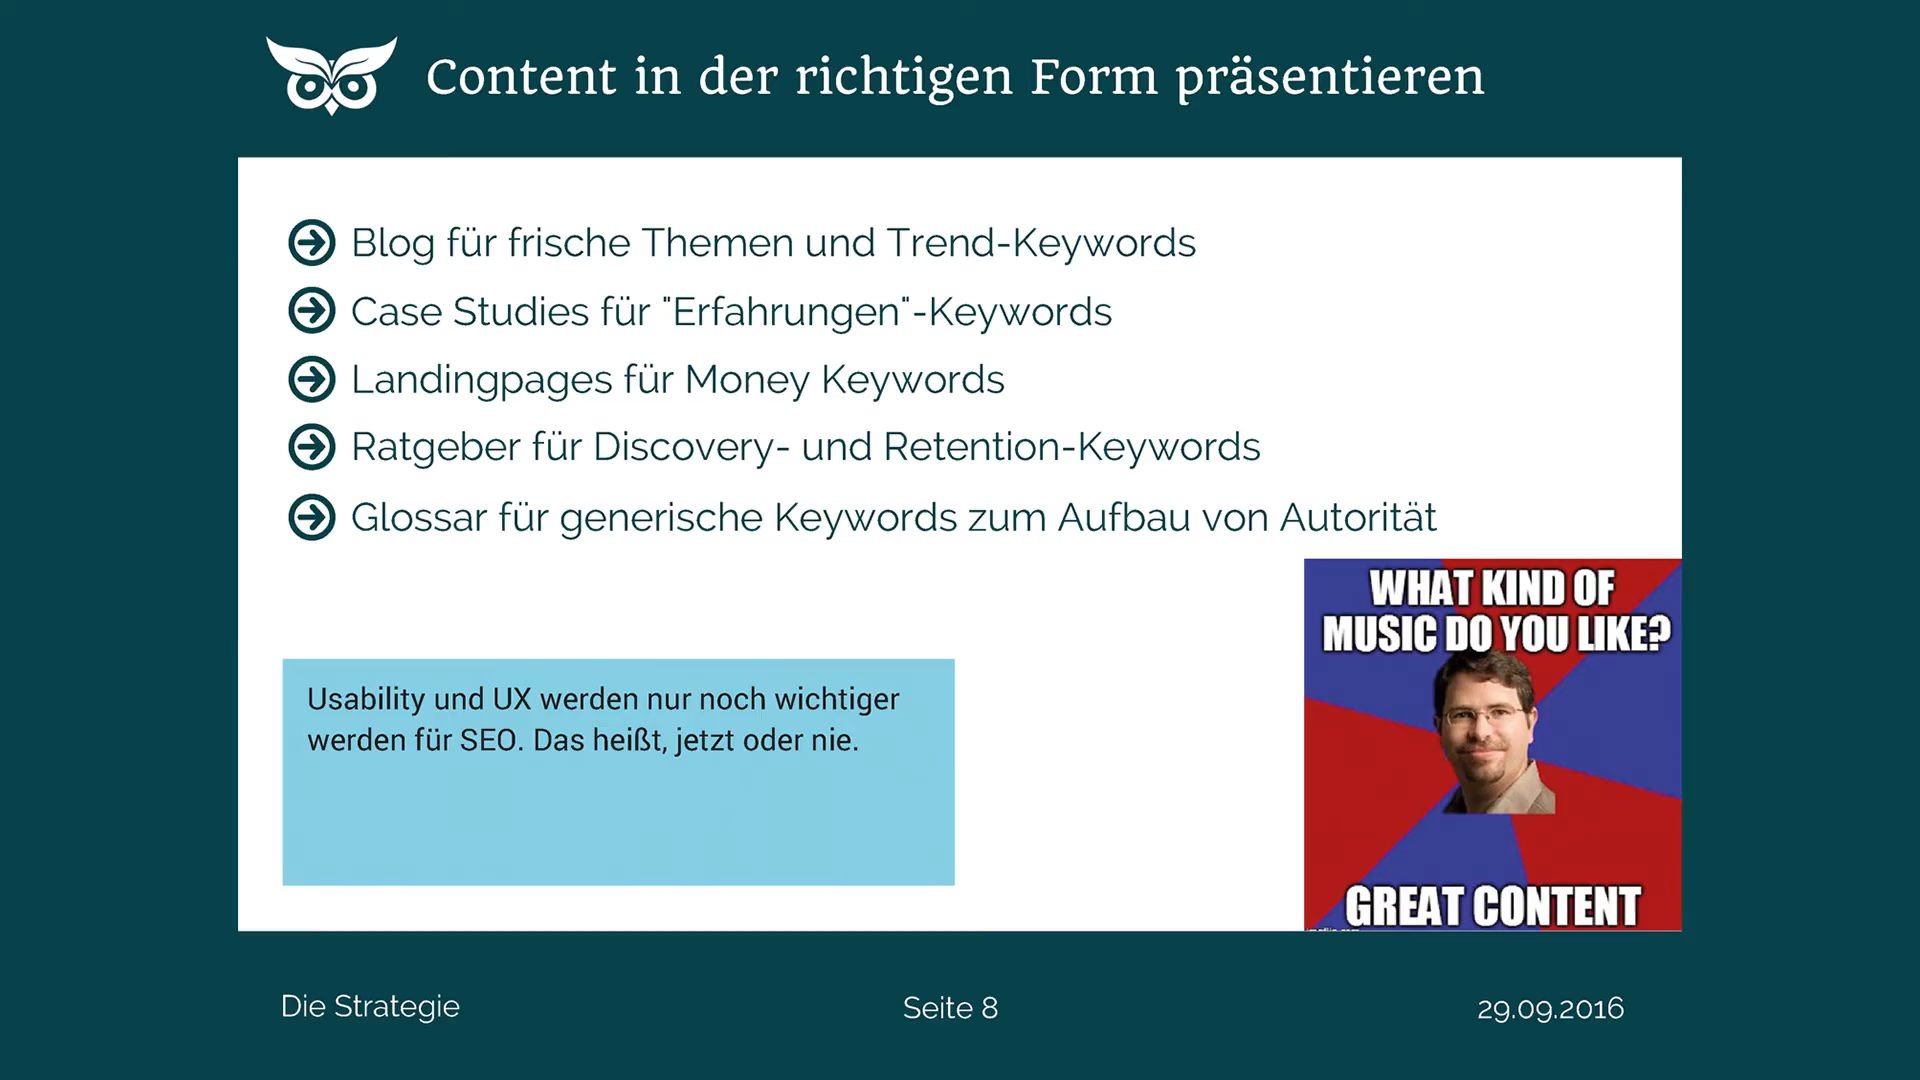 Content in der richtigen Form präsentieren
Blog für frische Themen und Trend-Keywords
Case Studies für "Erfahrungen"-Keywords
Landingpages für Money Keywords
Ratgeber für Discovery- und Retention-Keywords
Glossar für generische Keywords zum Aufbau von Autorität
WHAT KIND OF
MUSIC DO YOU LIKE?
GREAT CONTENT
Usability und UX werden nur noch wichtiger
werden für SEO. Das heißt, jetzt oder nie.
Die Strategie
Seite 8
29.09.2016